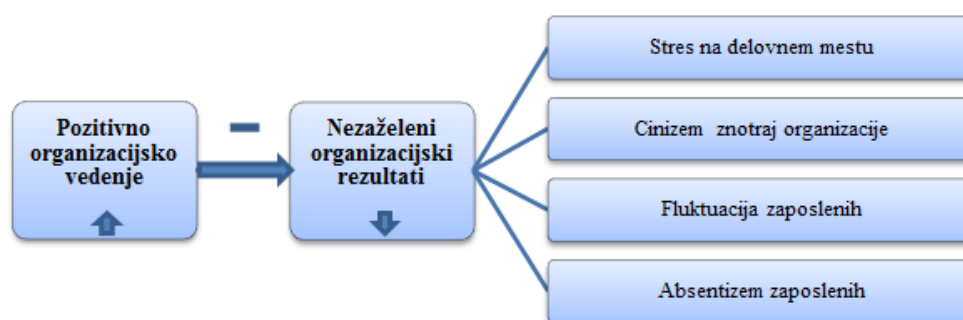 Pozitivno
organizacijsko
vedenje
Nezaželeni
organizacijski
rezultati
Stres na delovnem mestu
Cinizem znotraj organizacije
Fluktuacija zaposlenih
Absentizem zaposlenih